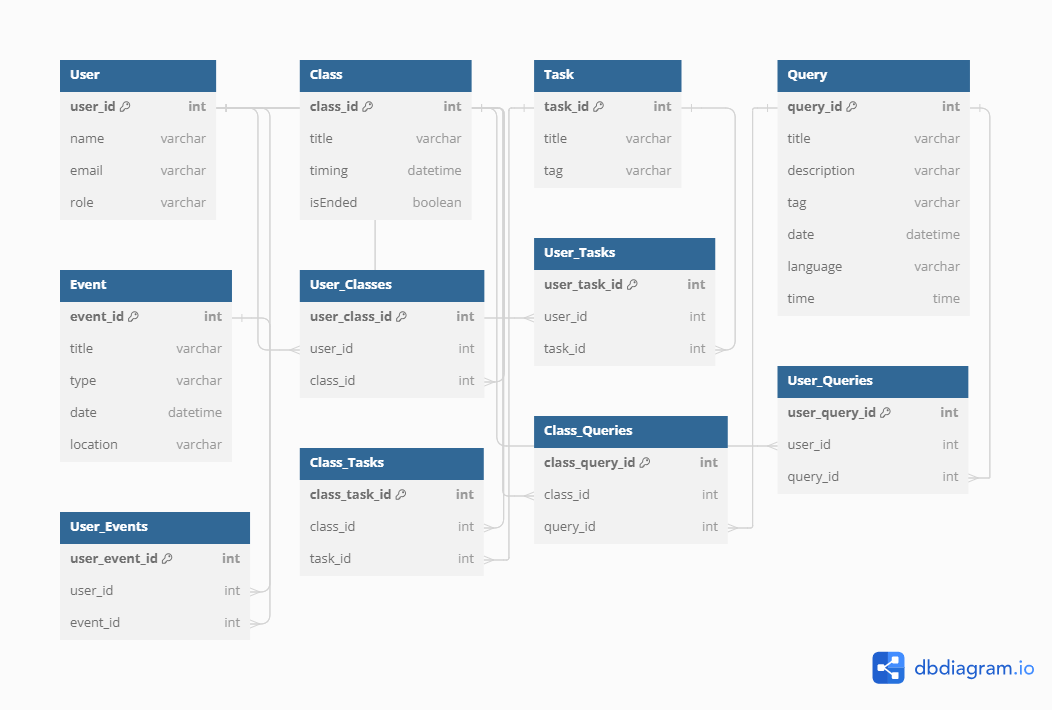 User
user_id int
name varchar
email varchar
role varchar
Class
class_id int
title varchar
timing datetime
isEnded boolean
Task
task_id int
title varchar
tag varchar
Query
query_id int
title varchar
description varchar
tag varchar
date datetime
language varchar
time time
Event
event_id int
title varchar
type varchar
date datetime
location varchar
User_Classes
user_class_id int
user_id int
class_id int
User_Tasks
user_task_id int
user_id int
task_id int
User_Queries
user_query_id int
user_id int
query_id int
Class_Tasks
class_task_id int
class_id int
task_id int
Class_Queries
class_query_id int
class_id int
query_id int
User_Events
user_event_id int
user_id int
event_id int
dbdiagram.io